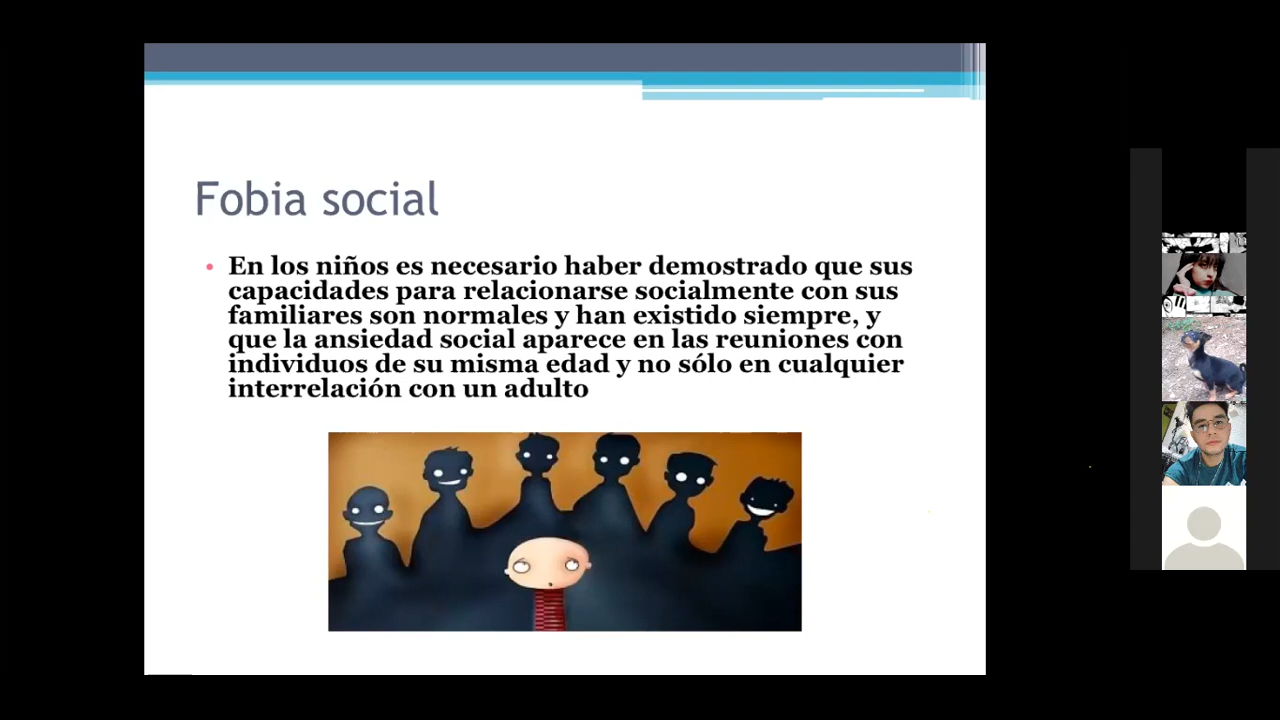 Fobia social
• En los niños es necesario haber demostrado que sus
capacidades para relacionarse socialmente con sus
familiares son normales y han existido siempre, y
que la ansiedad social aparece en las reuniones con
individuos de su misma edad y no sólo en cualquier
interrelación con un adulto